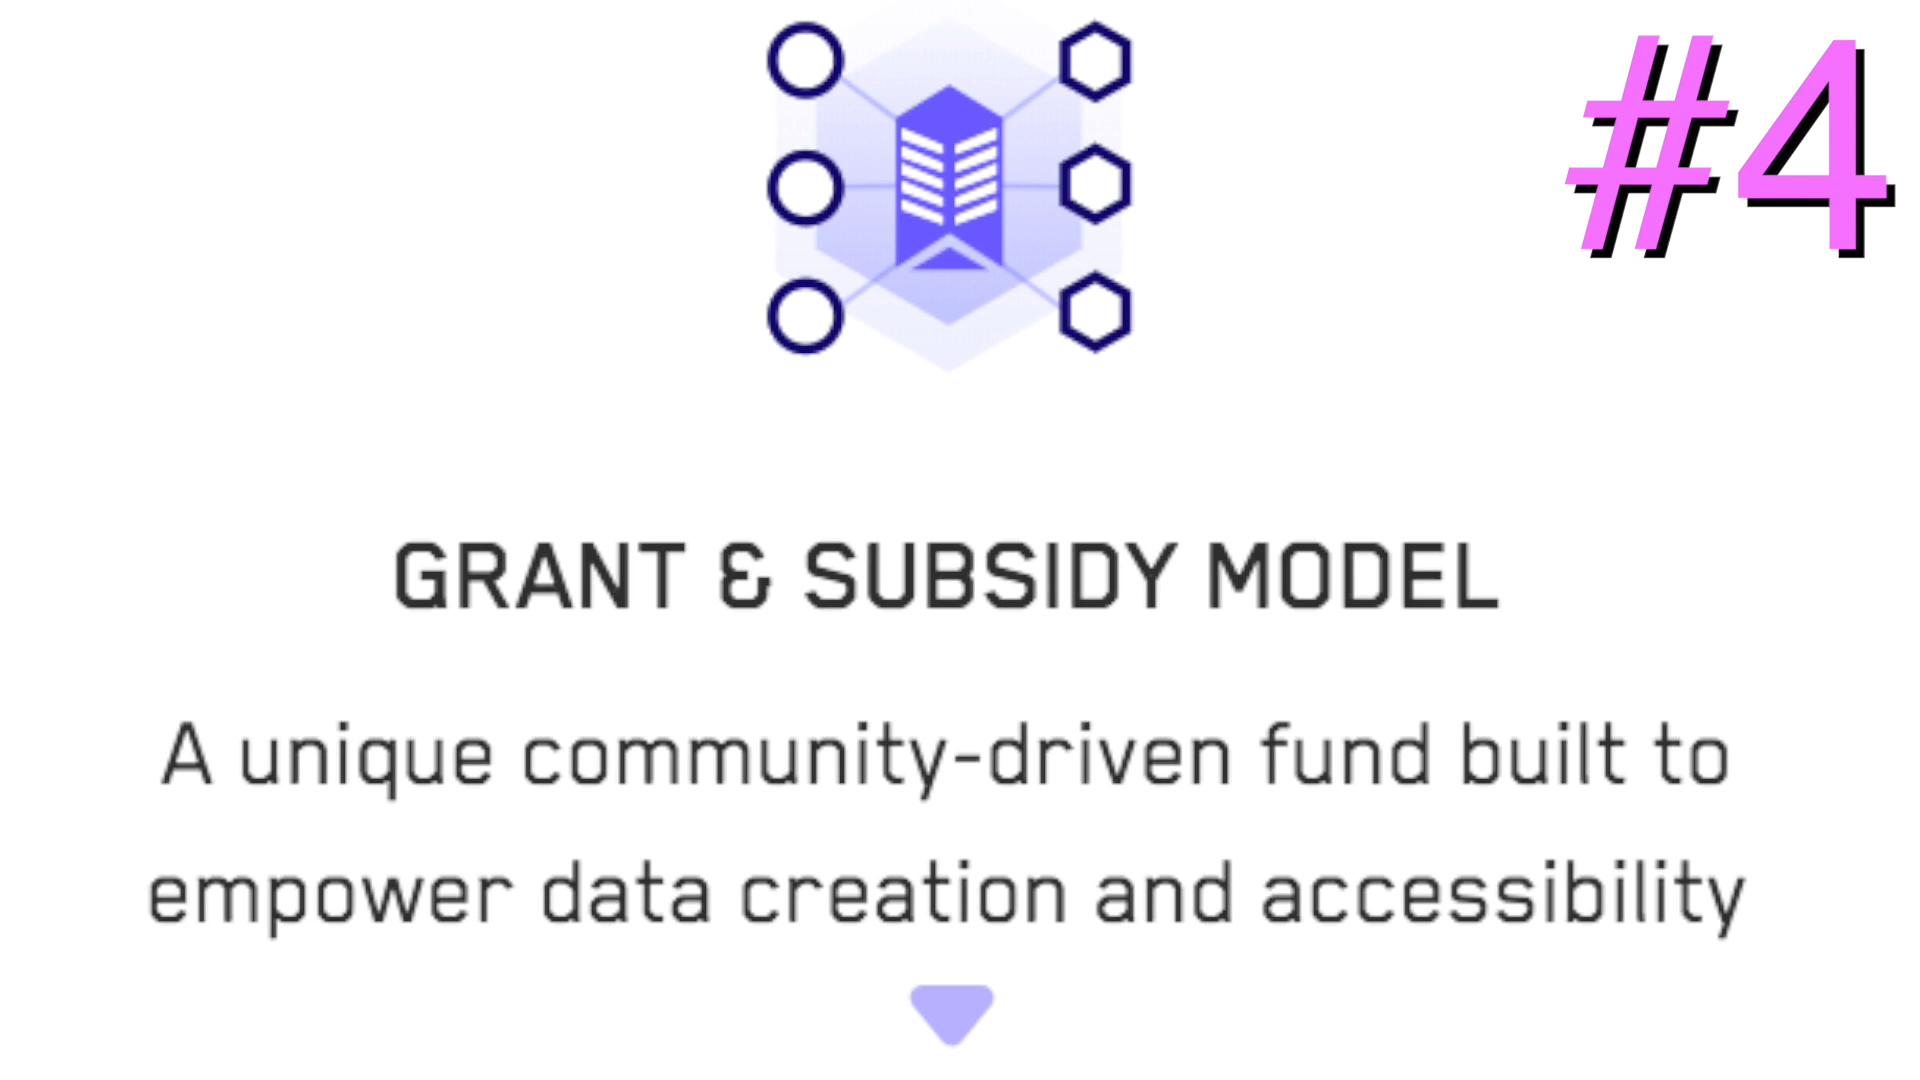 #4
GRANT & SUBSIDY MODEL
A unique community-driven fund built to
empower data creation and accessibility